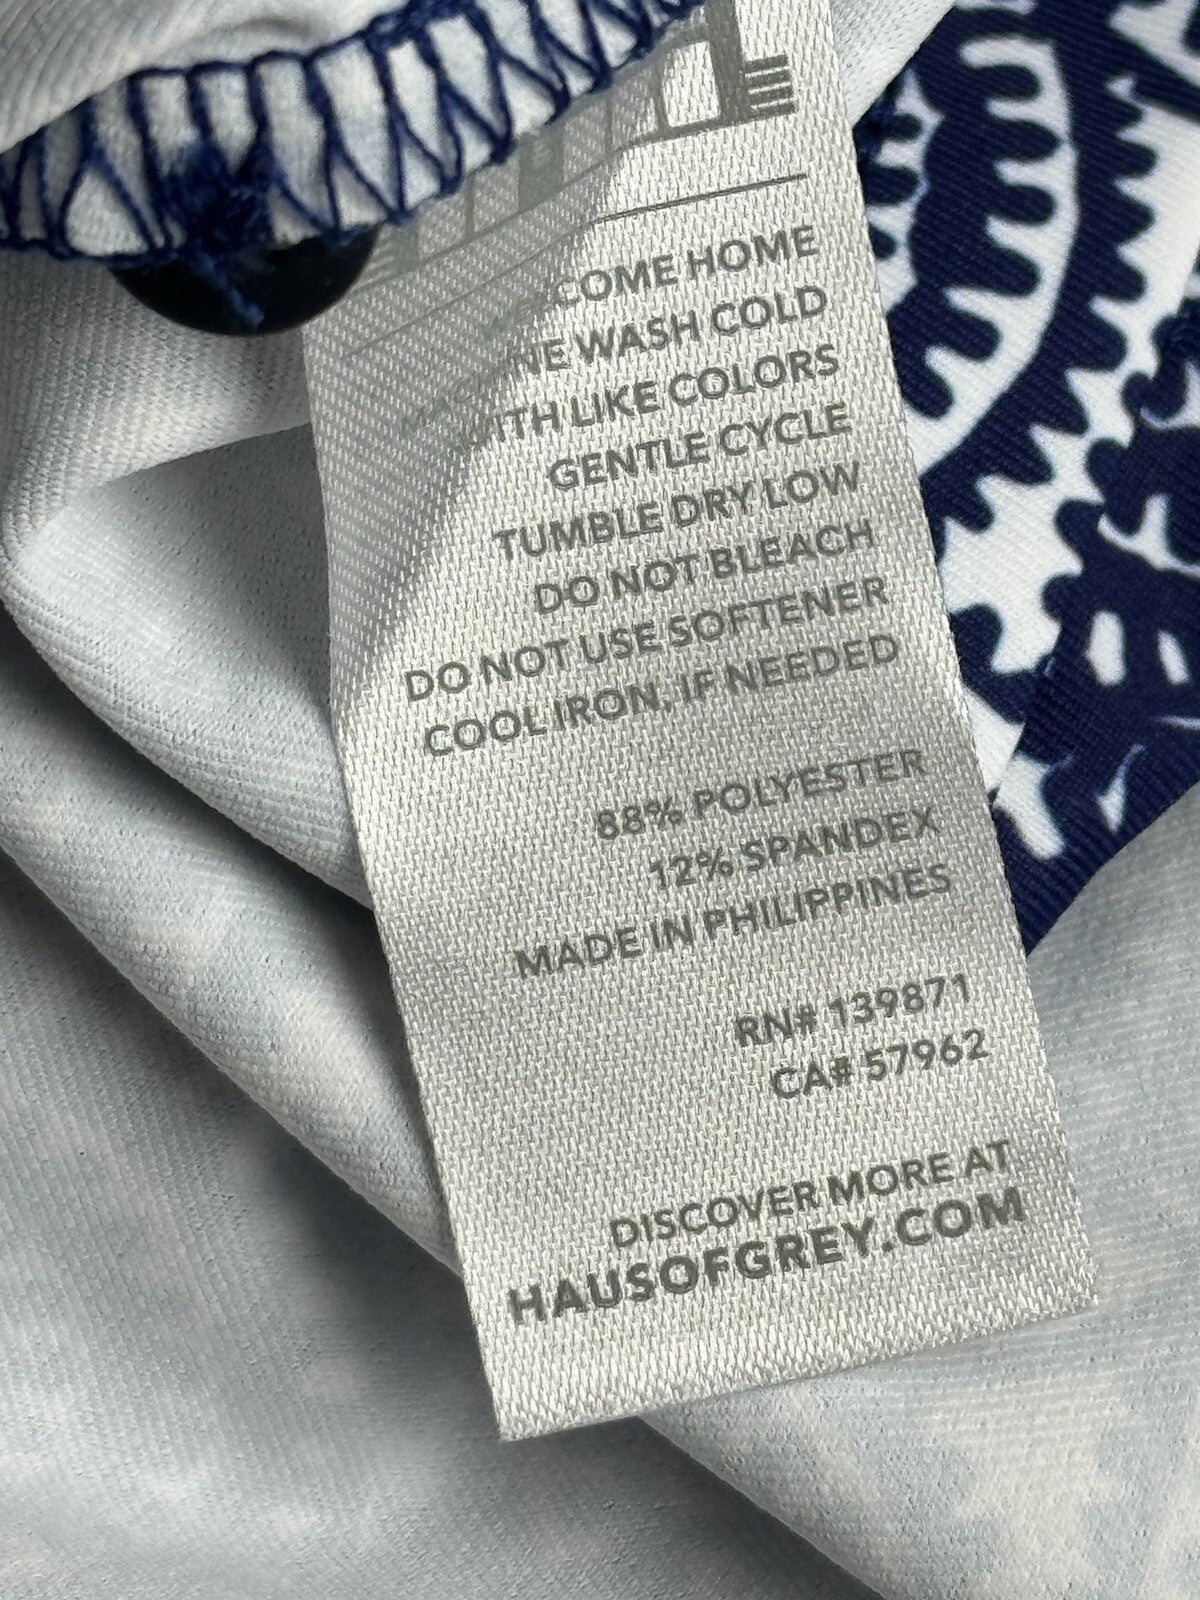 COME HOME
NE WASH COLD
ITH LIKE COLORS
GENTLE CYCLE
TUMBLE DRY LOW
DO NOT BLEACH
DO NOT USE SOFTENER
COOL IRON, IF NEEDED
88% POLYESTER
12% SPANDEX
MADE IN PHILIPPINES
RN# 139871
CA# 57962
DISCOVER MORE AT
HAUSOFGREY.COM